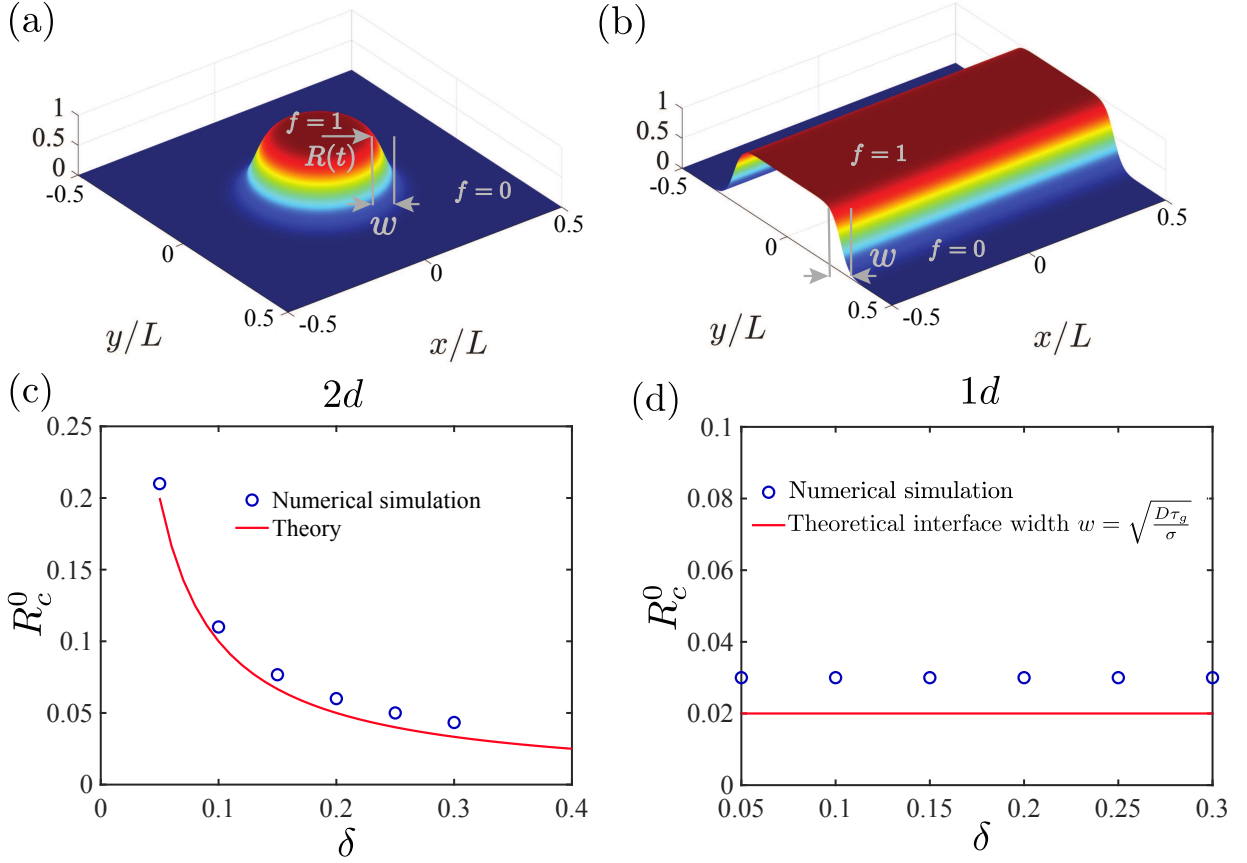 (a)
(b)
1
0.5
0
-0.5
0
0.5
-0.5
0
0.5
f = 1
R(t)
f = 0
w
y/L
x/L
1
0.5
0
-0.5
0
0.5
-0.5
0
0.5
f = 1
f = 0
w
y/L
x/L
(c)
2d
0.25
0.2
0.15
0.1
0.05
0
R_c^0
Numerical simulation
Theory
0
0.1
0.2
0.3
0.4
δ
(d)
1d
0.1
0.08
0.06
0.04
0.02
0
R_c^0
Numerical simulation
Theoretical interface width w = √(Dτ_g/σ)
0.05
0.1
0.15
0.2
0.25
0.3
δ